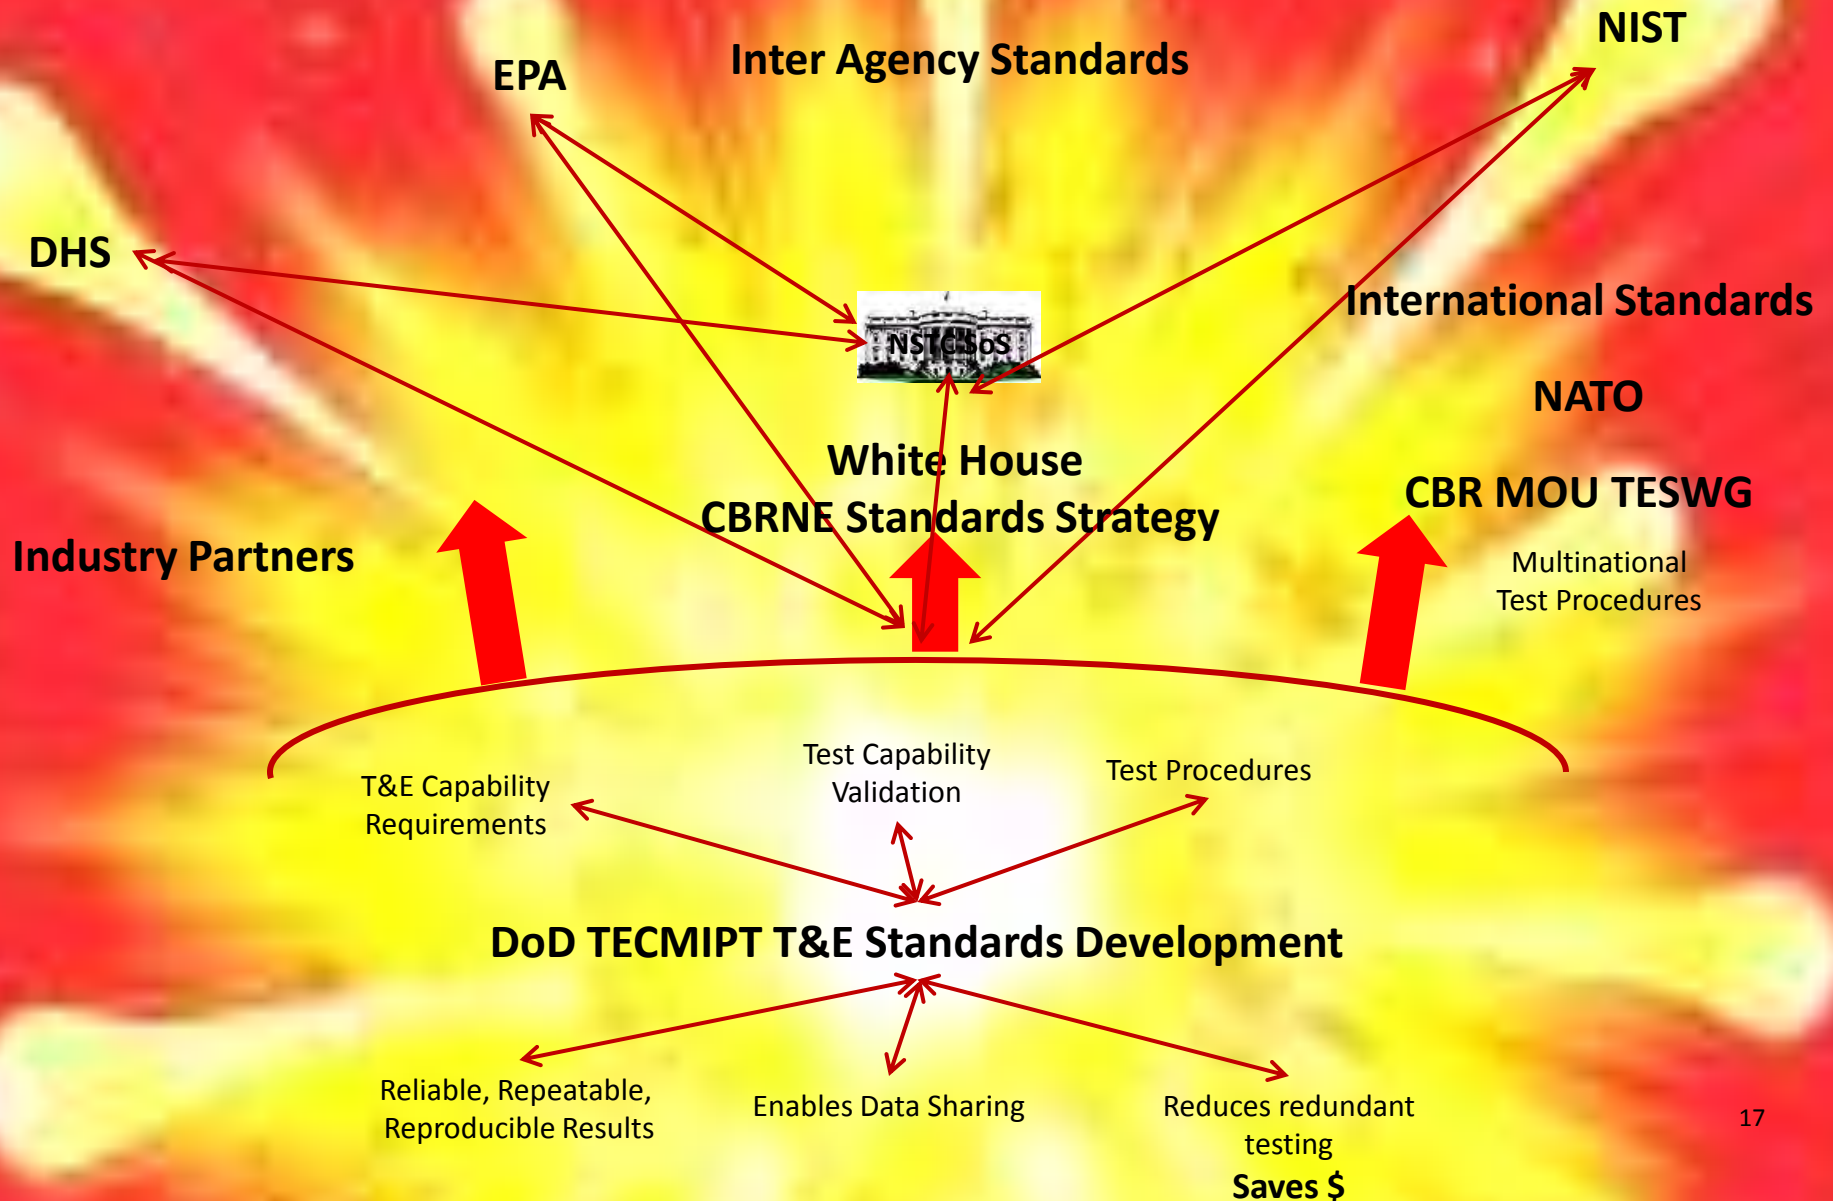 NIST
Inter Agency Standards
EPA
DHS
International Standards
NSTC SoS
NATO
White House
CBRNE Standards Strategy
CBR MOU TESWG
Industry Partners
Multinational
Test Procedures
Test Capability
Validation
T&E Capability
Requirements
Test Procedures
DoD TECMIPT T&E Standards Development
Reliable, Repeatable,
Reproducible Results
Enables Data Sharing
Reduces redundant
testing
Saves $
17